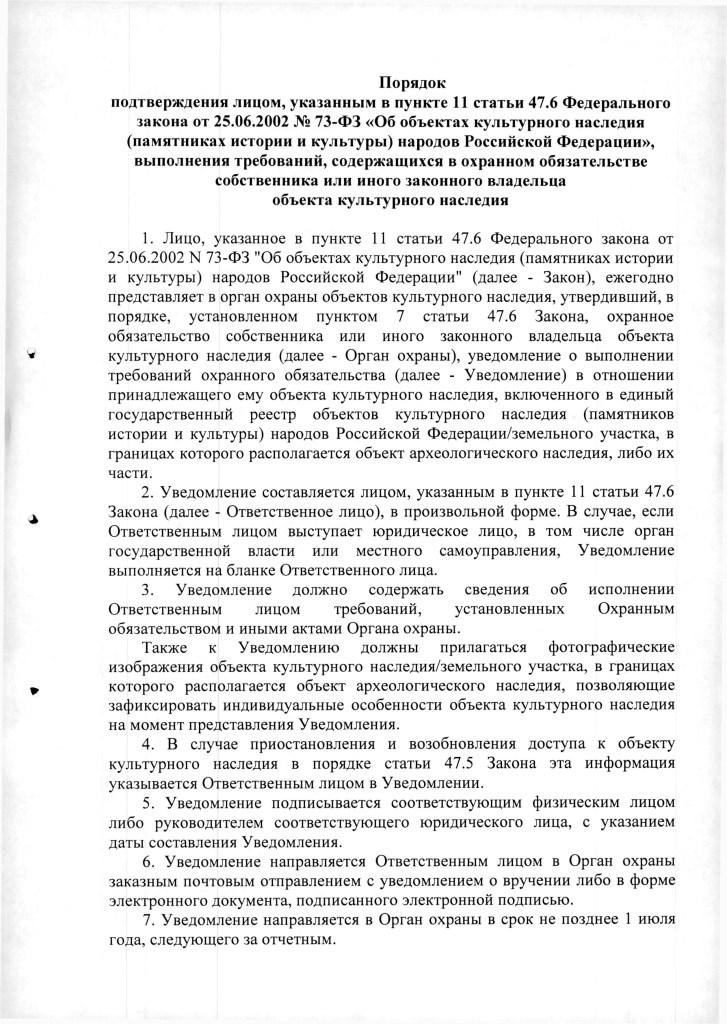 Порядок
подтверждения лицом, указанным в пункте 11 статьи 47.6 Федерального
закона от 25.06.2002 № 73-ФЗ «Об объектах культурного наследия
(памятниках истории и культуры) народов Российской Федерации»,
выполнения требований, содержащихся в охранном обязательстве
собственника или иного законного владельца
объекта культурного наследия
1. Лицо, указанное в пункте 11 статьи 47.6 Федерального закона от
25.06.2002 N 73-ФЗ "Об объектах культурного наследия (памятниках истории
и культуры) народов Российской Федерации" (далее - Закон), ежегодно
представляет в орган охраны объектов культурного наследия, утвердивший, в
порядке, установленном пунктом 7 статьи 47.6 Закона, охранное
обязательство собственника или иного законного владельца объекта
культурного наследия (далее - Орган охраны), уведомление о выполнении
требований охранного обязательства (далее - Уведомление) в отношении
принадлежащего ему объекта культурного наследия, включенного в единый
государственный реестр объектов культурного наследия (памятников
истории и культуры) народов Российской Федерации/земельного участка, в
границах которого располагается объект археологического наследия, либо их
части.
2. Уведомление составляется лицом, указанным в пункте 11 статьи 47.6
Закона (далее - Ответственное лицо), в произвольной форме. В случае, если
Ответственным лицом выступает юридическое лицо, в том числе орган
государственной власти или местного самоуправления, Уведомление
выполняется на бланке Ответственного лица.
3. Уведомление должно содержать сведения об исполнении
Ответственным лицом требований, установленных Охранным
обязательством и иными актами Органа охраны.
Также к Уведомлению должны прилагаться фотографические
изображения объекта культурного наследия/земельного участка, в границах
которого располагается объект археологического наследия, позволяющие
зафиксировать индивидуальные особенности объекта культурного наследия
на момент представления Уведомления.
4. В случае приостановления и возобновления доступа к объекту
культурного наследия в порядке статьи 47.5 Закона эта информация
указывается Ответственным лицом в Уведомлении.
5. Уведомление подписывается соответствующим физическим лицом
либо руководителем соответствующего юридического лица, с указанием
даты составления Уведомления.
6. Уведомление направляется Ответственным лицом в Орган охраны
заказным почтовым отправлением с уведомлением о вручении либо в форме
электронного документа, подписанного электронной подписью.
7. Уведомление направляется в Орган охраны в срок не позднее 1 июля
года, следующего за отчетным.